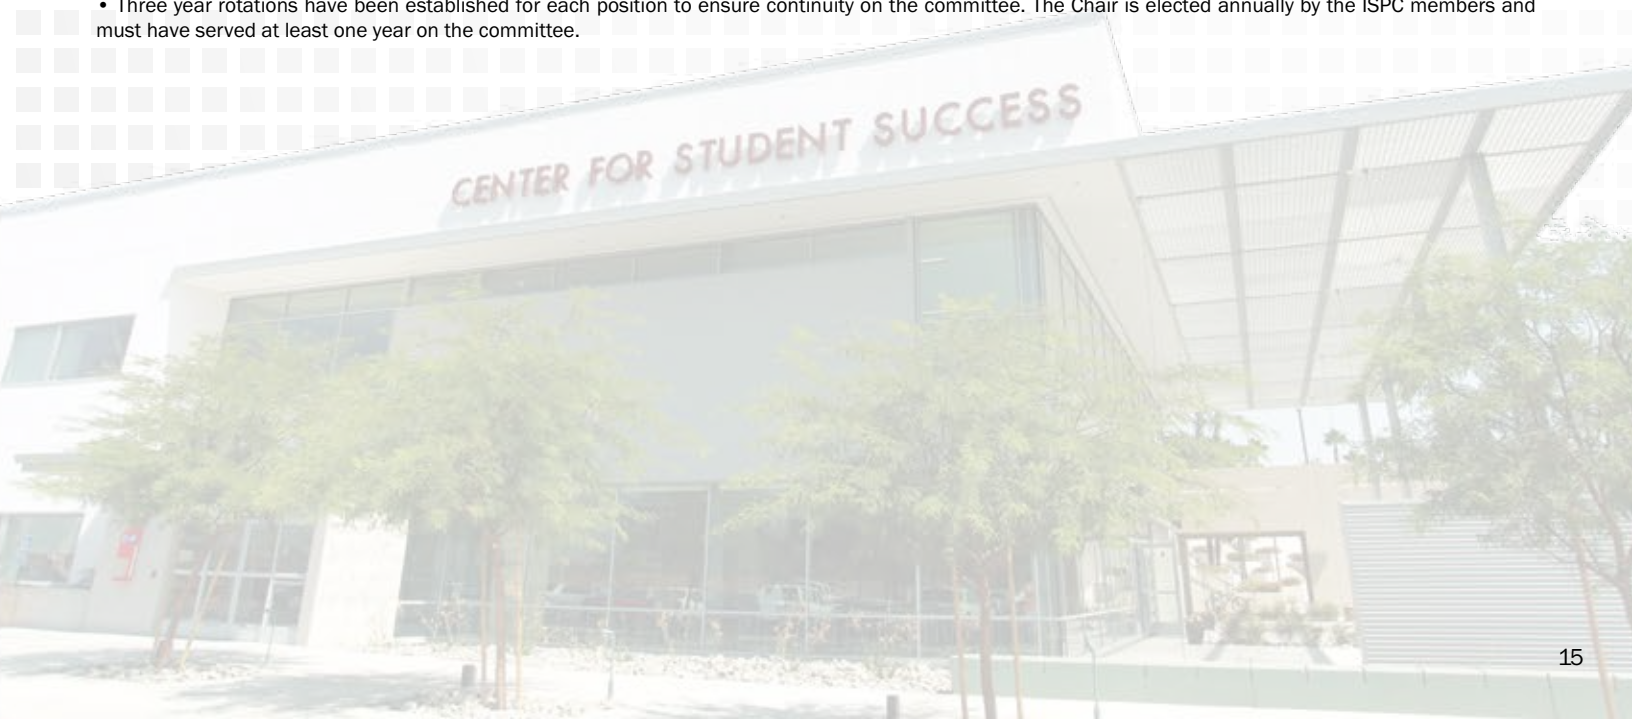 • Three year rotations have been established for each position to ensure continuity on the committee. The Chair is elected annually by the ISPC members and
must have served at least one year on the committee.
CENTER FOR STUDENT SUCCESS
15